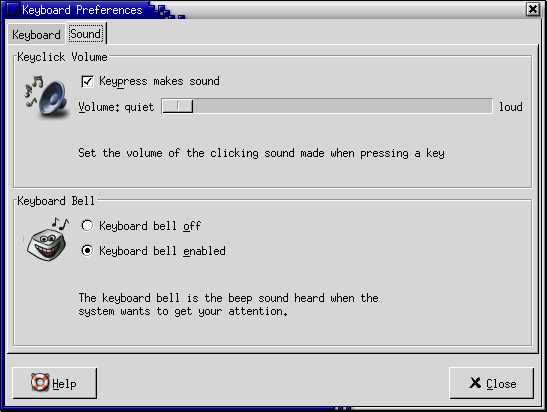 Keyboard Preferences
Keyboard Sound
Keyclick Volume
Keypress makes sound
Volume: quiet loud
Set the volume of the clicking sound made when pressing a key
Keyboard Bell
Keyboard bell off
Keyboard bell enabled
The keyboard bell is the beep sound heard when the
system wants to get your attention.
Help Close